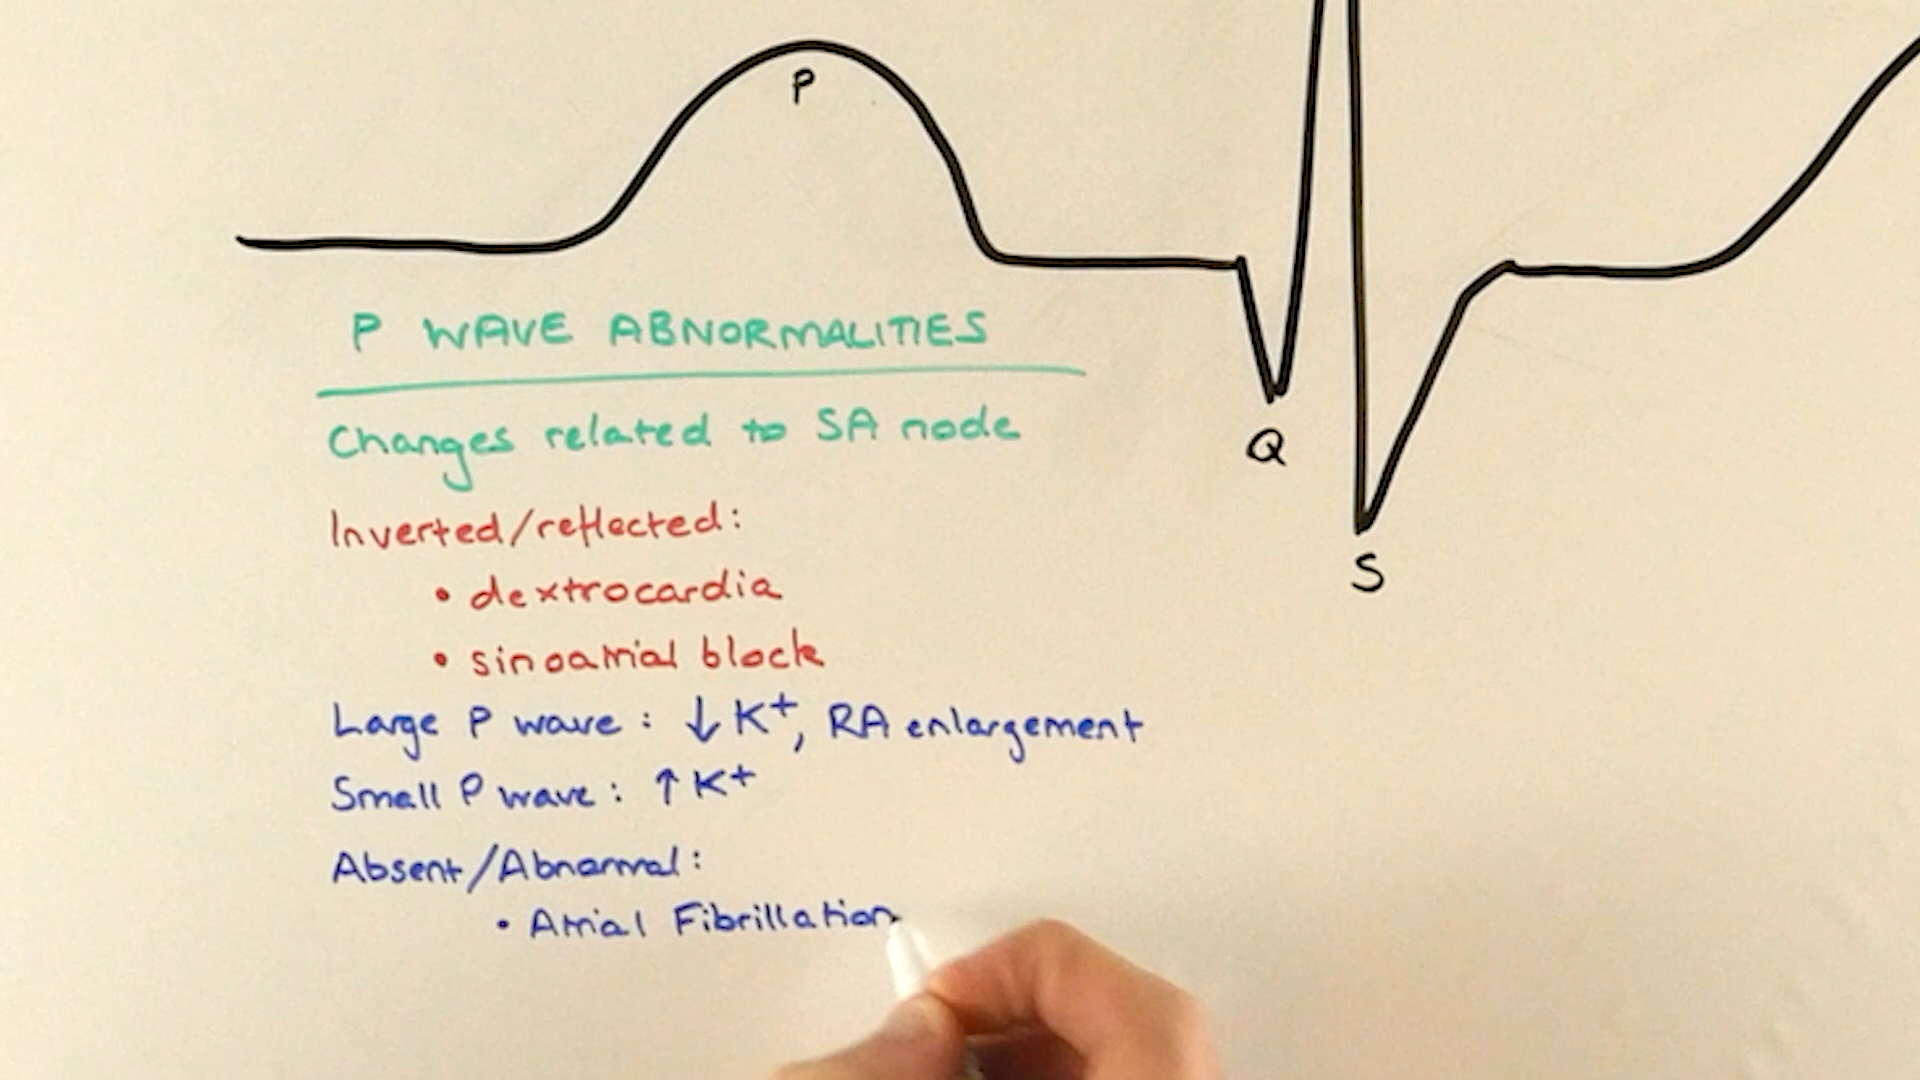 P
P WAVE ABNORMALITIES
Changes related to SA node
Q
Inverted/reflected:
S
• dextrocardia
• sinoatrial block
Large P wave: ↓K+, RA enlargement
Small P wave: ↑K+
Absent/Abnormal:
• Atrial Fibrillation